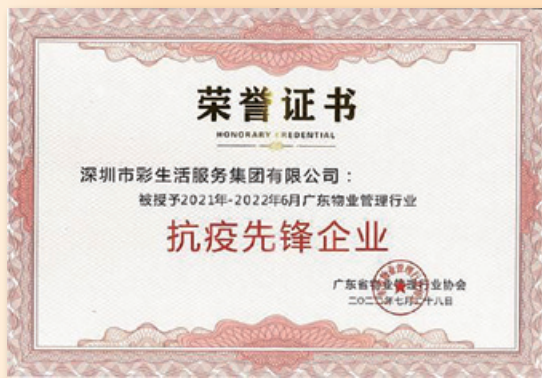 荣誉证书
HONORARY CREDENTIAL
深圳市彩生活服务集团有限公司：
被授予2021年-2022年6月广东物业管理行业
抗疫先锋企业
广东省物业管理行业协会
二〇二二年七月二十八日